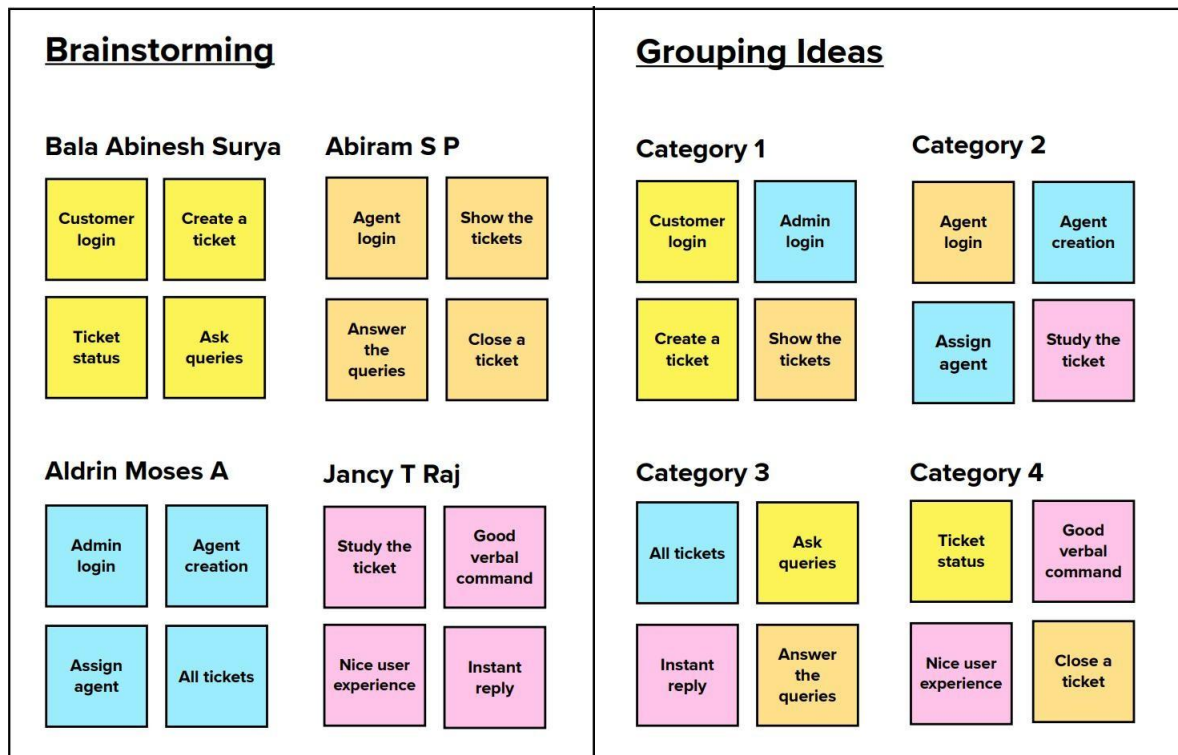 Brainstorming
Bala Abinesh Surya
Customer
login
Create a
ticket
Ticket
status
Ask
queries
Abiram S P
Agent
login
Show the
tickets
Answer
the
queries
Close a
ticket
Aldrin Moses A
Admin
login
Agent
creation
Assign
agent
All tickets
Jancy T Raj
Study the
ticket
Good
verbal
command
Nice user
experience
Instant
reply
Grouping Ideas
Category 1
Customer
login
Admin
login
Create a
ticket
Show the
tickets
Category 2
Agent
login
Agent
creation
Assign
agent
Study the
ticket
Category 3
All tickets
Ask
queries
Instant
reply
Answer
the
queries
Category 4
Ticket
status
Good
verbal
command
Nice user
experience
Close a
ticket